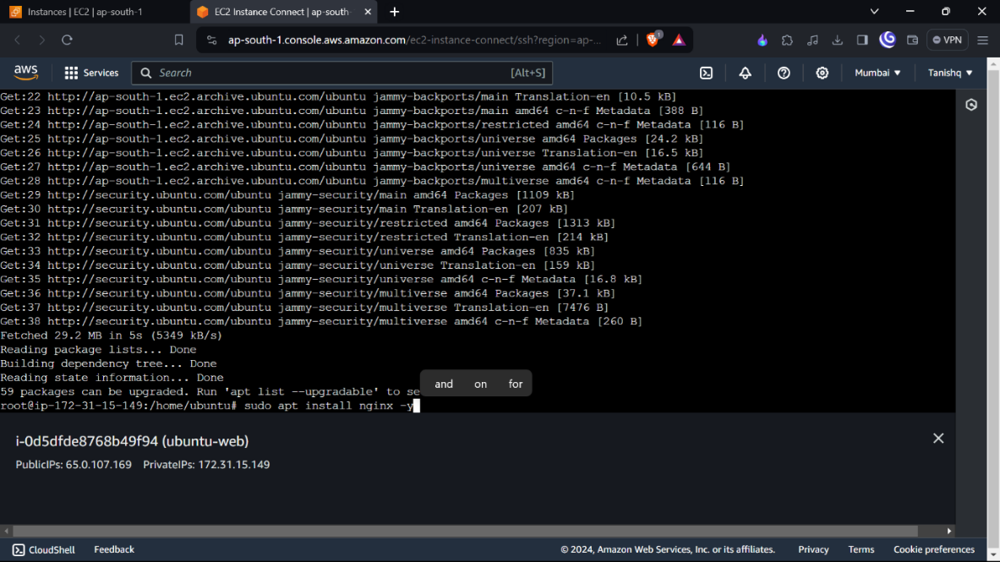 Instances | EC2 | ap-south-1
EC2 Instance Connect | ap-south-
ap-south-1.console.aws.amazon.com/ec2-instance-connect/ssh?region=ap-...
1
VPN
aws
Services
Search
[Alt+S]
Mumbai
Tanishq
Get:22 http://ap-south-1.ec2.archive.ubuntu.com/ubuntu jammy-backports/main Translation-en [10.5 kB]
Get:23 http://ap-south-1.ec2.archive.ubuntu.com/ubuntu jammy-backports/main amd64 c-n-f Metadata [388 B]
Get:24 http://ap-south-1.ec2.archive.ubuntu.com/ubuntu jammy-backports/restricted amd64 c-n-f Metadata [116 B]
Get:25 http://ap-south-1.ec2.archive.ubuntu.com/ubuntu jammy-backports/universe amd64 Packages [24.2 kB]
Get:26 http://ap-south-1.ec2.archive.ubuntu.com/ubuntu jammy-backports/universe Translation-en [16.5 kB]
Get:27 http://ap-south-1.ec2.archive.ubuntu.com/ubuntu jammy-backports/universe amd64 c-n-f Metadata [644 B]
Get:28 http://ap-south-1.ec2.archive.ubuntu.com/ubuntu jammy-backports/multiverse amd64 c-n-f Metadata [116 B]
Get:29 http://security.ubuntu.com/ubuntu jammy-security/main amd64 Packages [1109 kB]
Get:30 http://security.ubuntu.com/ubuntu jammy-security/main Translation-en [207 kB]
Get:31 http://security.ubuntu.com/ubuntu jammy-security/restricted amd64 Packages [1313 kB]
Get:32 http://security.ubuntu.com/ubuntu jammy-security/restricted Translation-en [214 kB]
Get:33 http://security.ubuntu.com/ubuntu jammy-security/universe amd64 Packages [835 kB]
Get:34 http://security.ubuntu.com/ubuntu jammy-security/universe Translation-en [159 kB]
Get:35 http://security.ubuntu.com/ubuntu jammy-security/universe amd64 c-n-f Metadata [16.8 kB]
Get:36 http://security.ubuntu.com/ubuntu jammy-security/multiverse amd64 Packages [37.1 kB]
Get:37 http://security.ubuntu.com/ubuntu jammy-security/multiverse Translation-en [7476 B]
Get:38 http://security.ubuntu.com/ubuntu jammy-security/multiverse amd64 c-n-f Metadata [260 B]
Fetched 29.2 MB in 5s (5349 kB/s)
Reading package lists... Done
Building dependency tree... Done
Reading state information... Done
and on for
59 packages can be upgraded. Run 'apt list --upgradable' to se
root@ip-172-31-15-149:/home/ubuntu# sudo apt install nginx -y
i-0d5dfde8768b49f94 (ubuntu-web)
PublicIPs: 65.0.107.169 PrivateIPs: 172.31.15.149
CloudShell
Feedback
© 2024, Amazon Web Services, Inc. or its affiliates.
Privacy
Terms
Cookie preferences